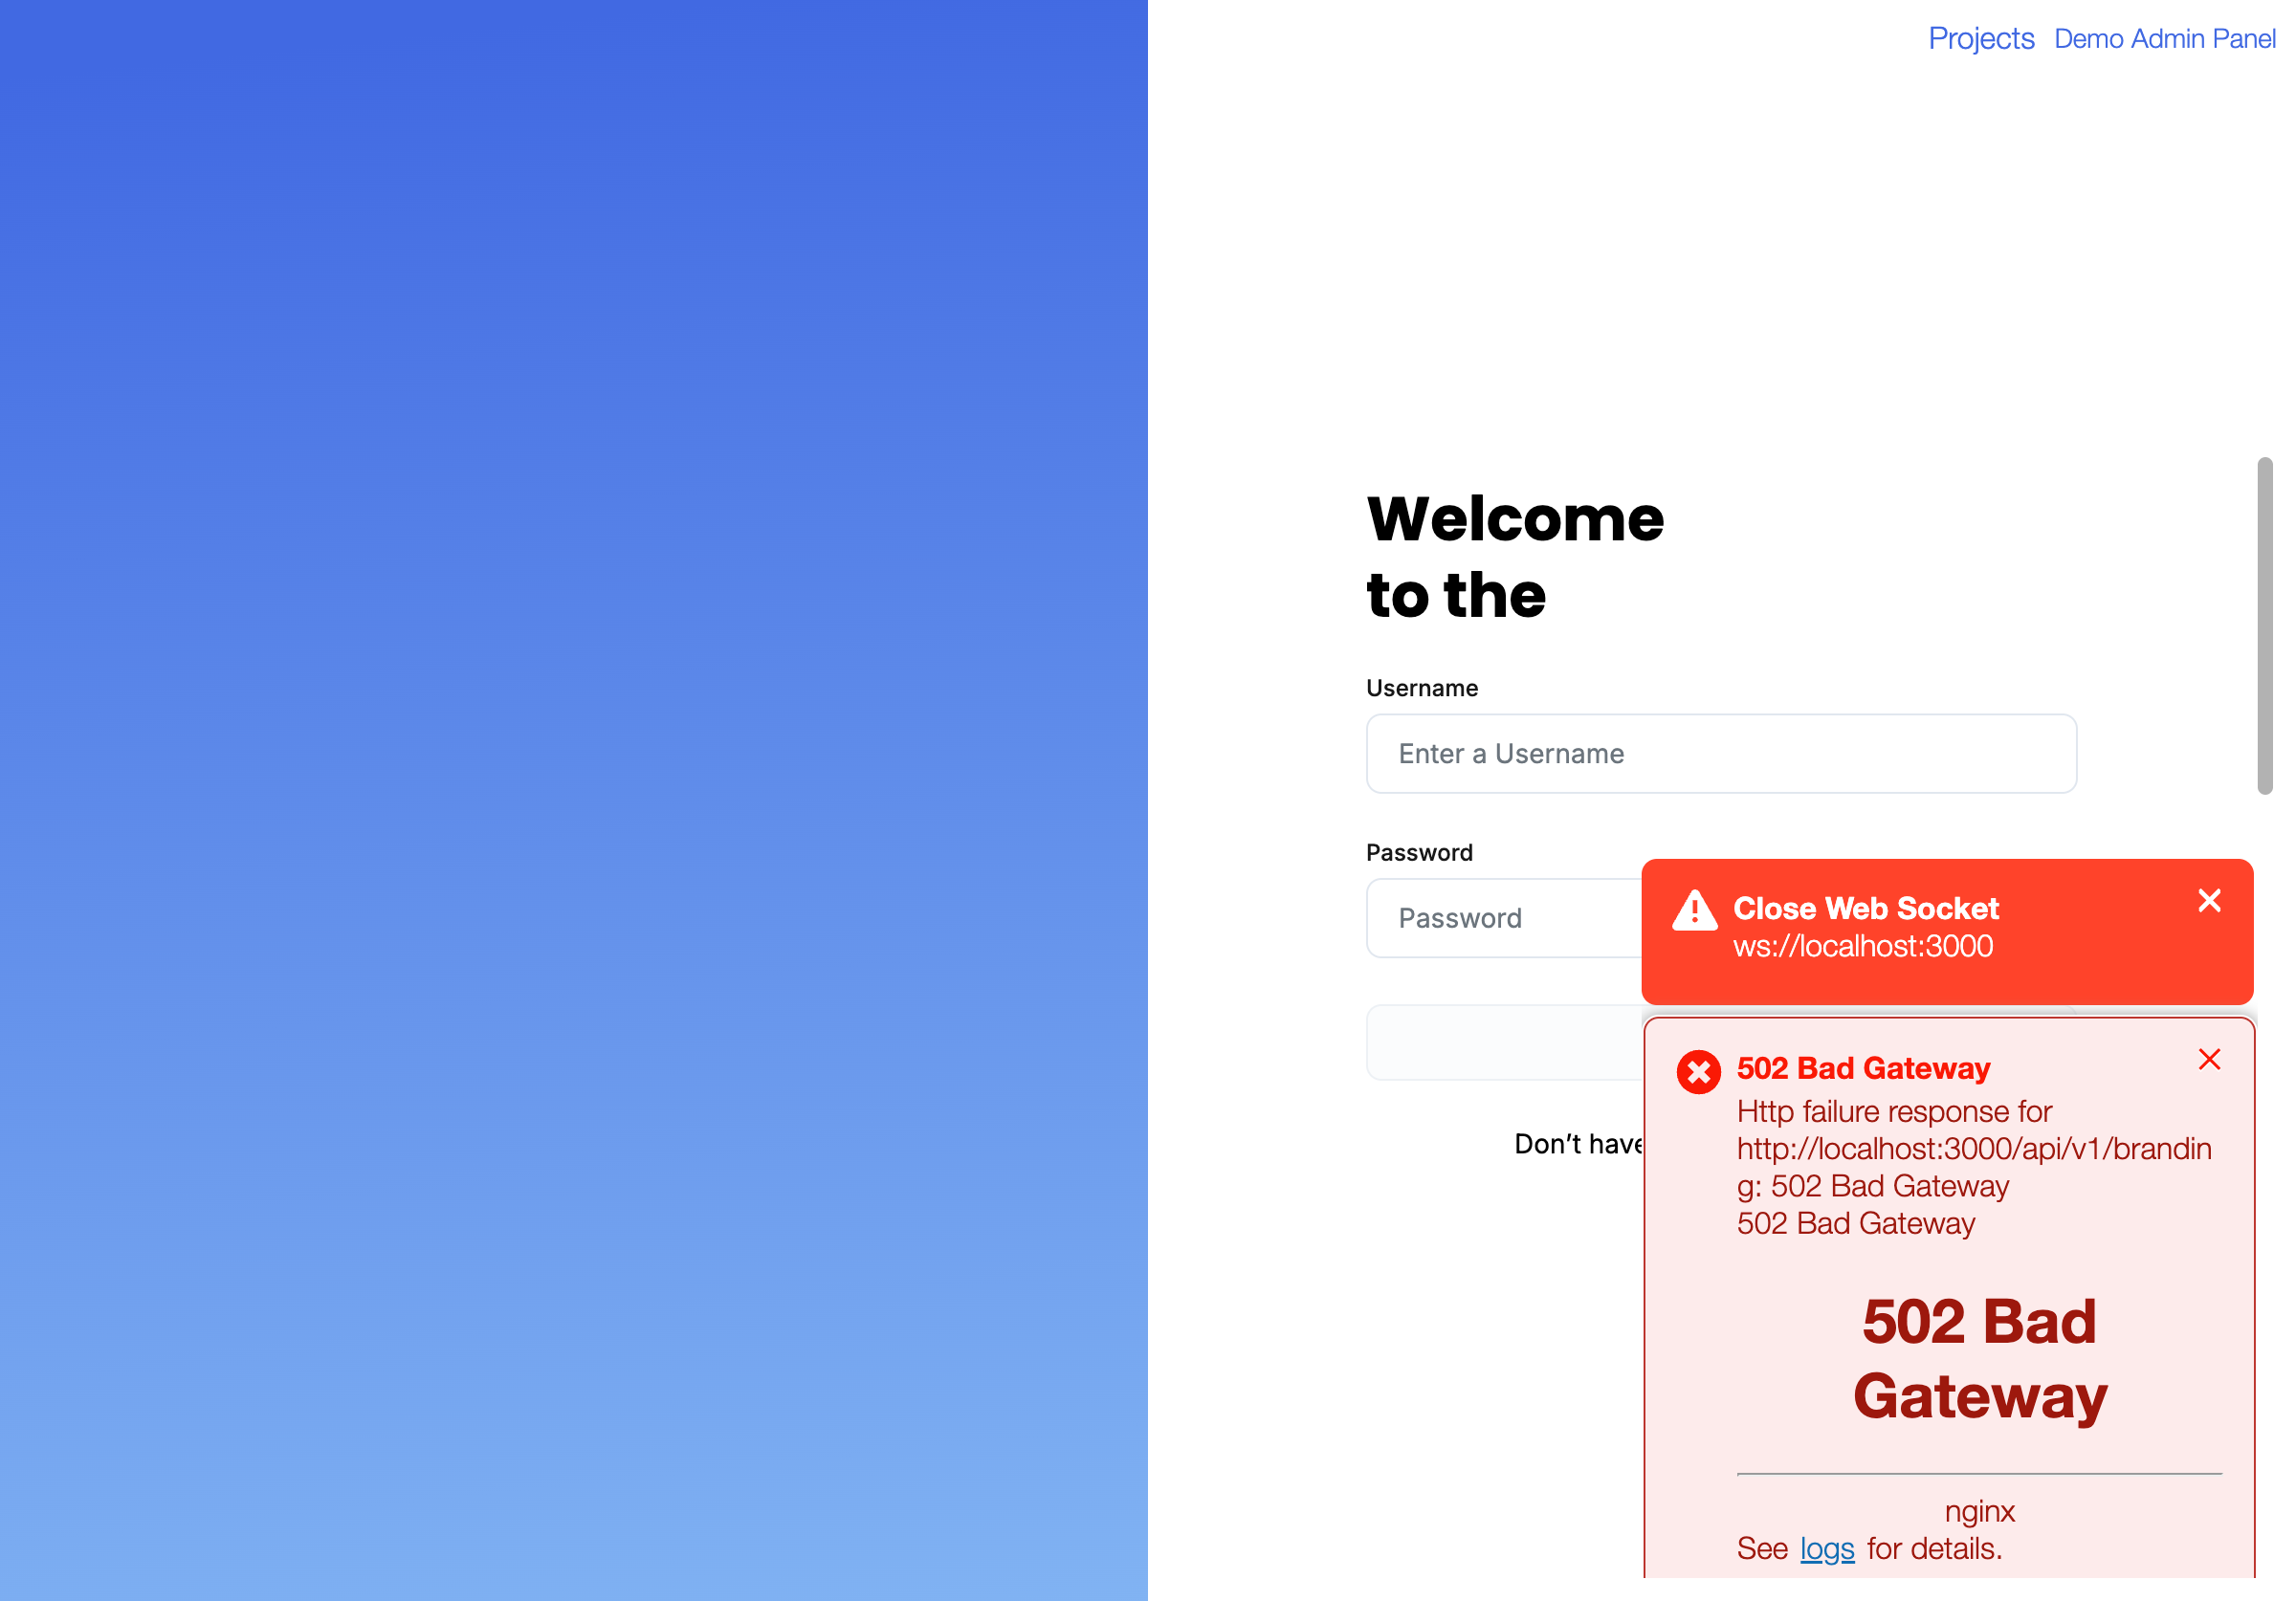 Projects Demo Admin Panel
Welcome
to the
Username
Enter a Username
Password
Password
Don't have
Close Web Socket
ws://localhost:3000
502 Bad Gateway
Http failure response for
http://localhost:3000/api/v1/brandin
g: 502 Bad Gateway
502 Bad Gateway
502 Bad
Gateway
nginx
See logs for details.